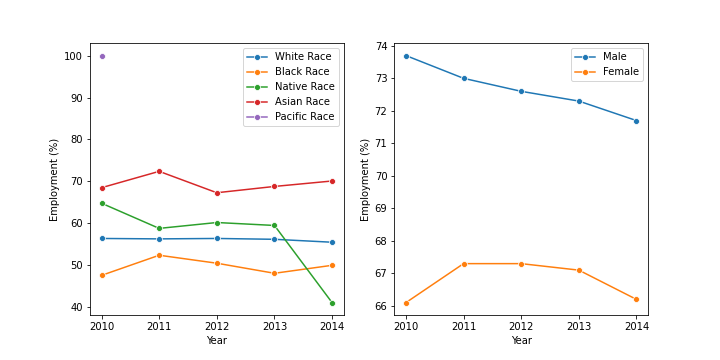 White Race
Black Race
Native Race
Asian Race
Pacific Race
100
90
80
70
60
50
40
Employment (%)
2010 2011 2012 2013 2014
Year
Male
Female
74
73
72
71
70
69
68
67
66
Employment (%)
2010 2011 2012 2013 2014
Year